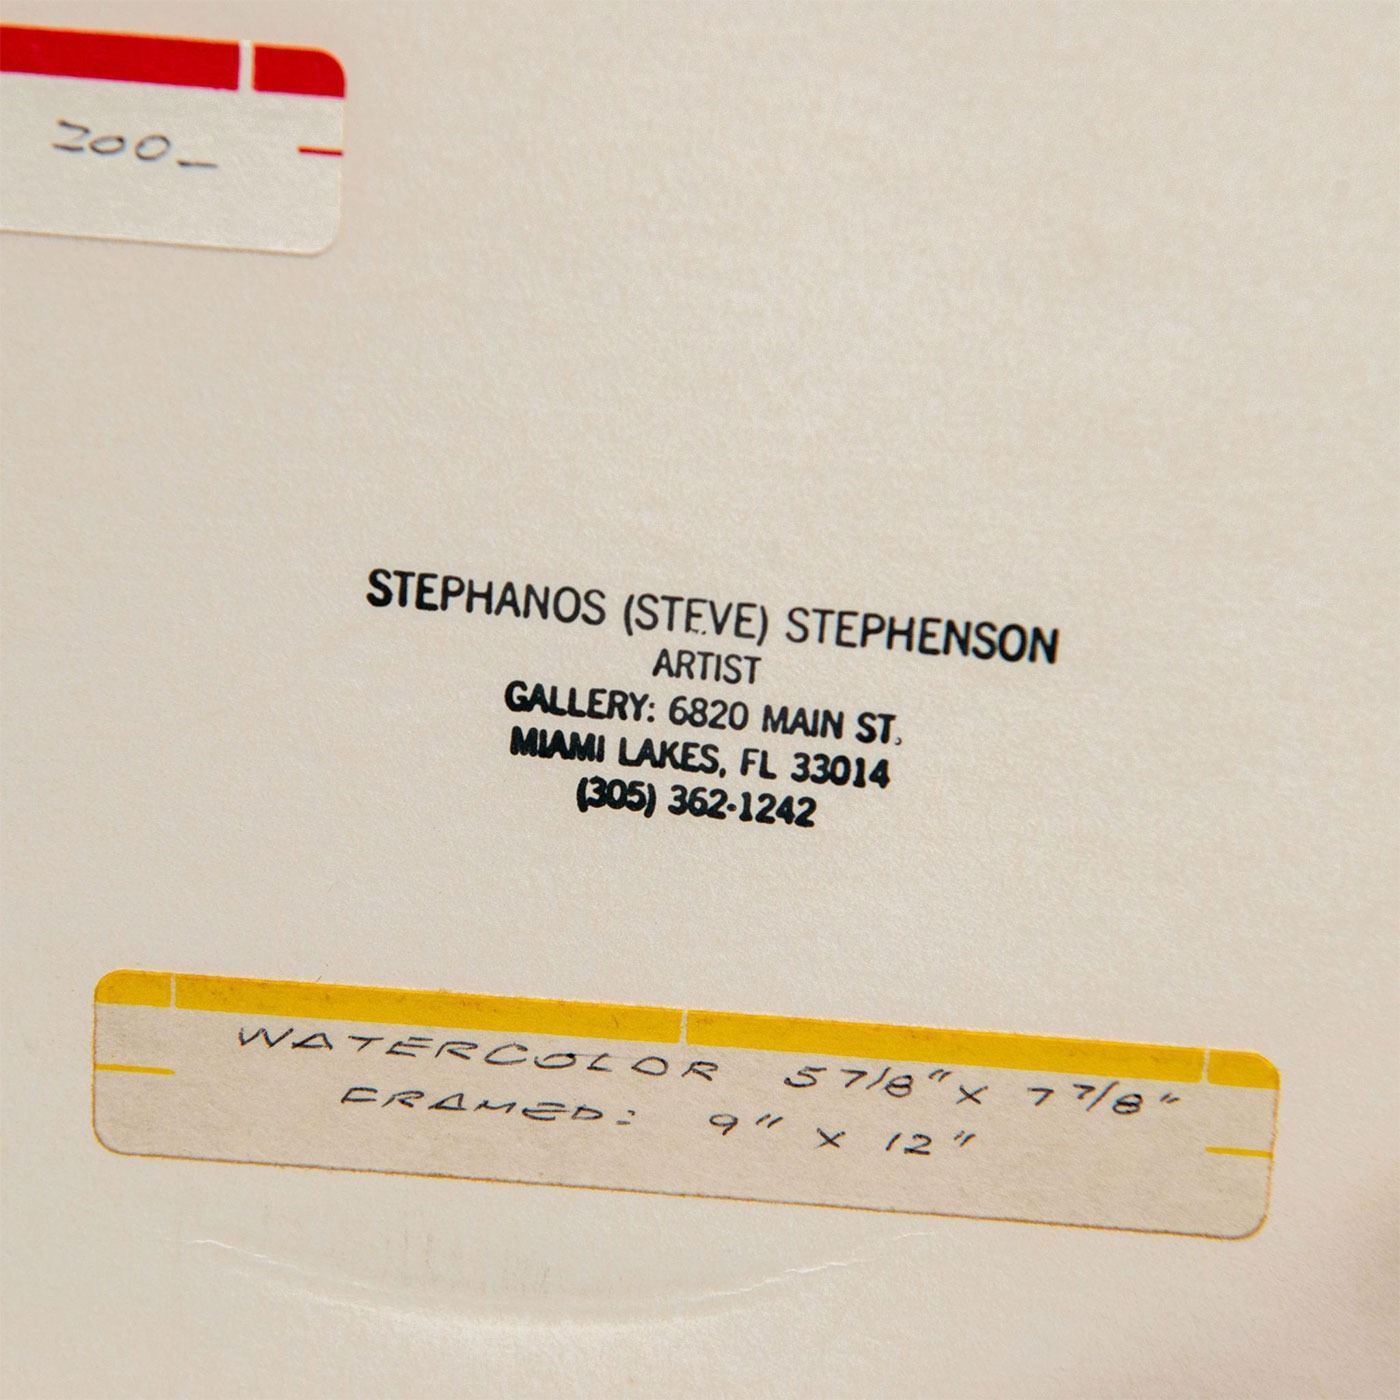 200_
STEPHANOS (STEVE) STEPHENSON
ARTIST
GALLERY: 6820 MAIN ST.
MIAMI LAKES, FL 33014
(305) 362-1242
WATERCOLOR 5 7/8" X 7 7/8"
FRAMED: 9" X 12"